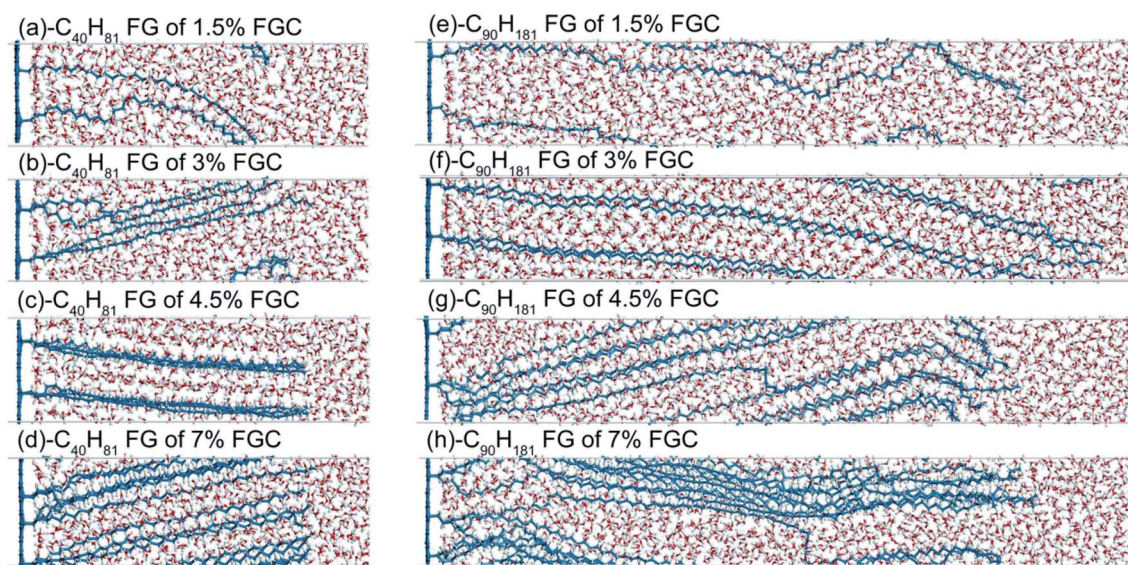 (a)-C₄₀H₈₁ FG of 1.5% FGC
(b)-C₄₀H₈₁ FG of 3% FGC
(c)-C₄₀H₈₁ FG of 4.5% FGC
(d)-C₄₀H₈₁ FG of 7% FGC
(e)-C₉₀H₁₈₁ FG of 1.5% FGC
(f)-C₉₀H₁₈₁ FG of 3% FGC
(g)-C₉₀H₁₈₁ FG of 4.5% FGC
(h)-C₉₀H₁₈₁ FG of 7% FGC